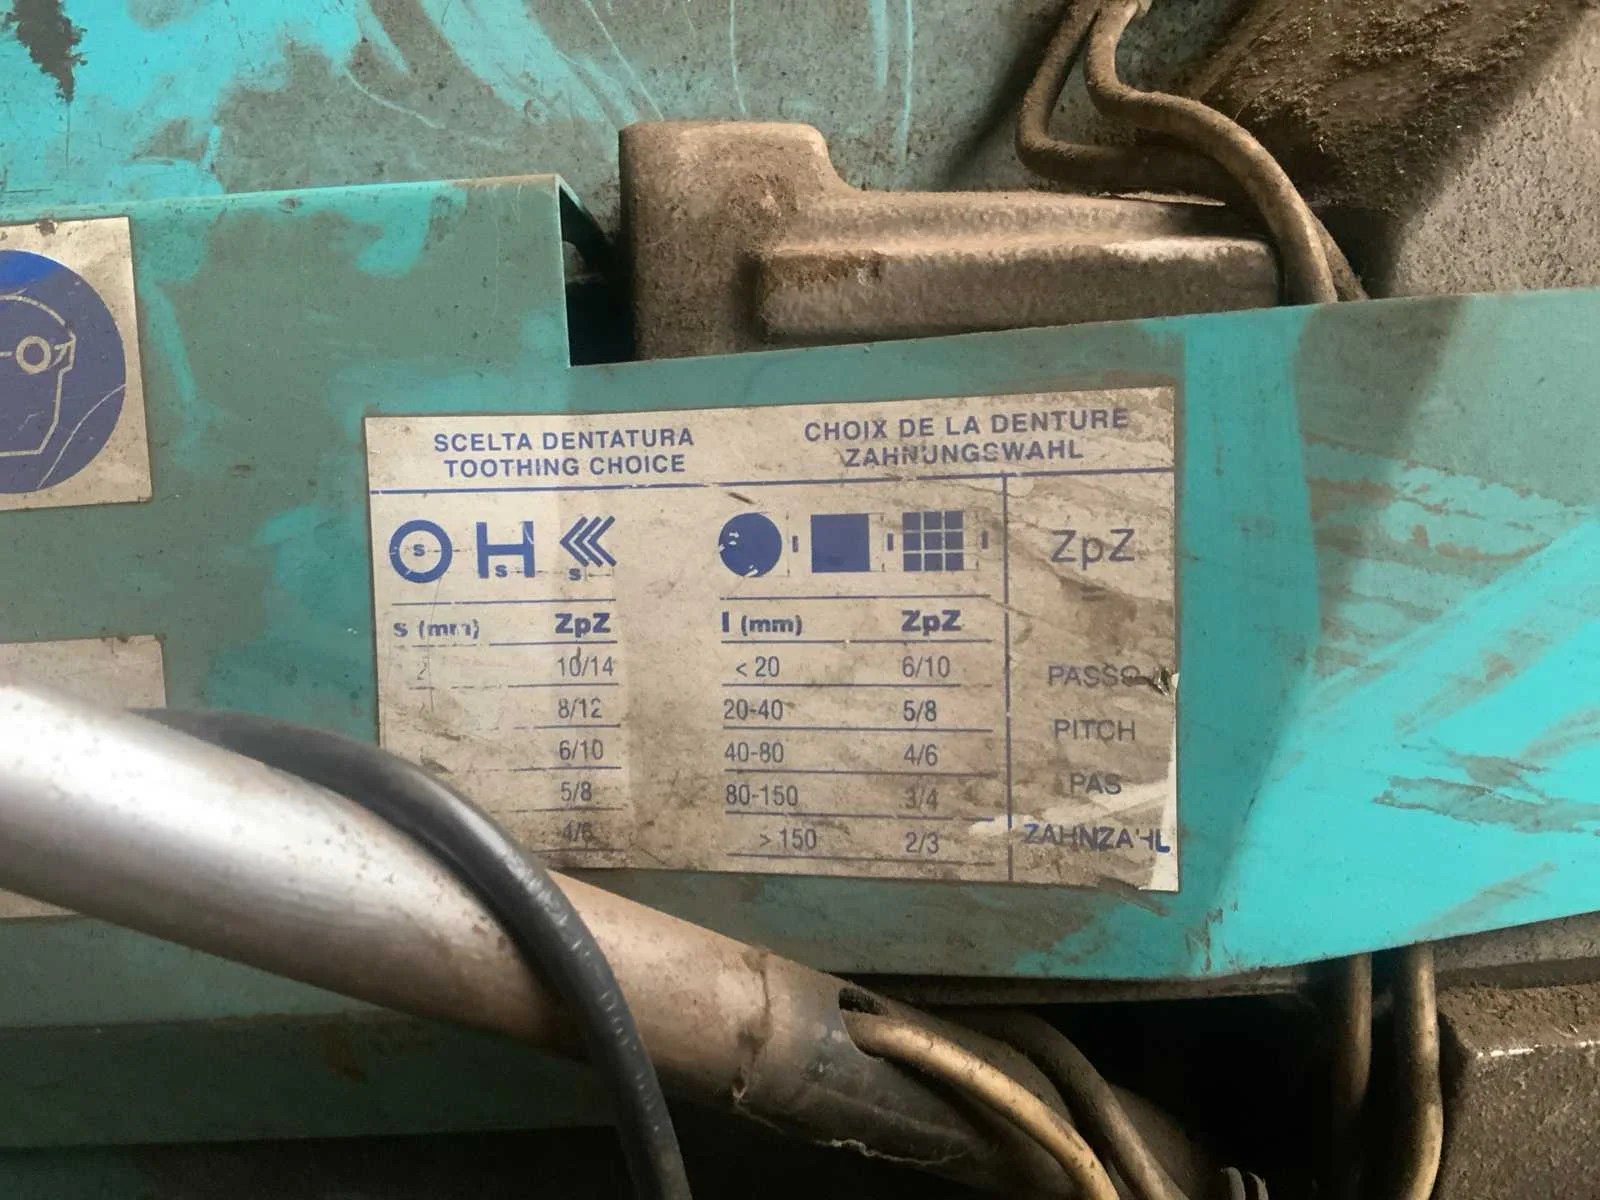 SCELTA DENTATURA
TOOTHING CHOICE
CHOIX DE LA DENTURE
ZAHNUNGSWAHL
s
s
s
l
l
l
ZpZ
=
PASSO
PITCH
PAS
ZAHNZAHL
s (mm) ZpZ
2 10/14
8/12
6/10
5/8
4/6
l (mm) ZpZ
< 20 6/10
20-40 5/8
40-80 4/6
80-150 3/4
> 150 2/3